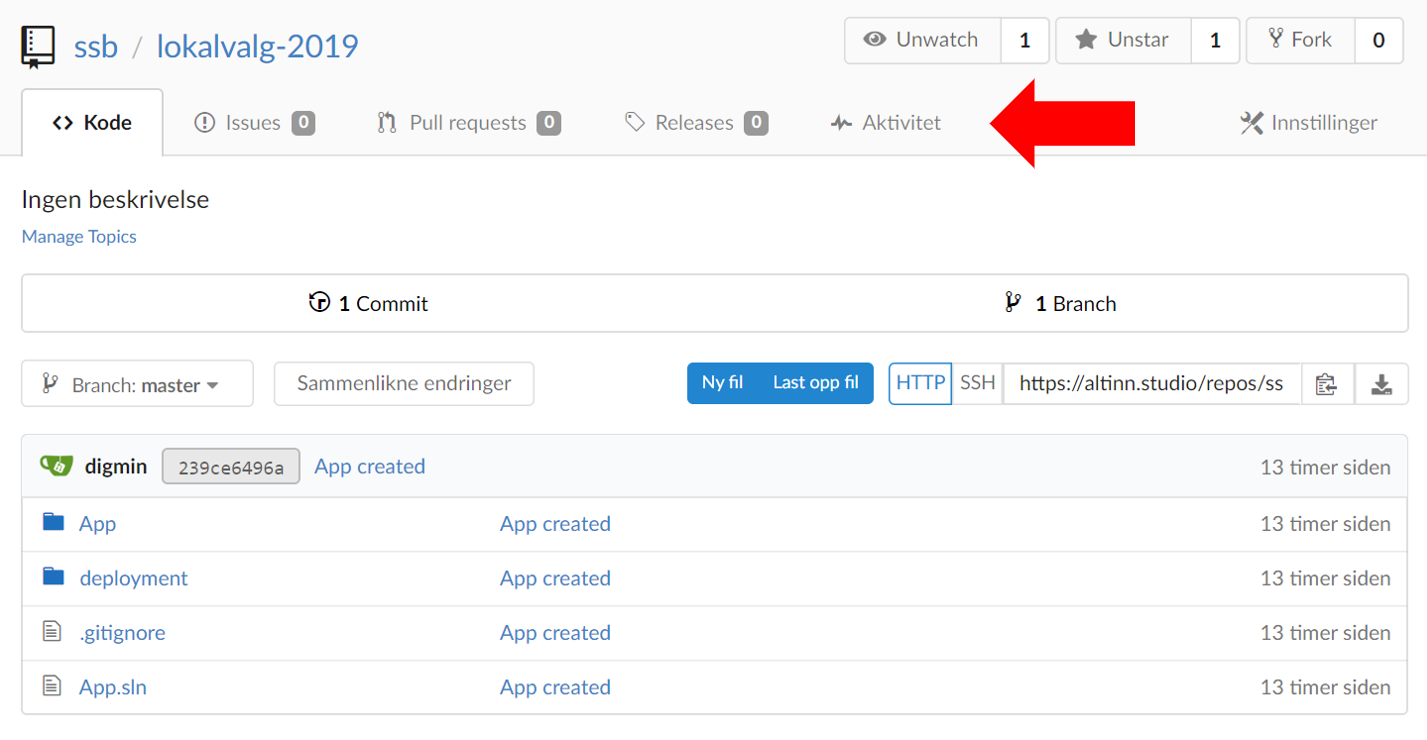 ssb / lokalvalg-2019
Unwatch 1 Unstar 1 Fork 0
Kode Issues 0 Pull requests 0 Releases 0 Aktivitet Innstillinger
Ingen beskrivelse
Manage Topics
1 Commit 1 Branch
Branch: master Sammenlikne endringer Ny fil Last opp fil HTTP SSH https://altinn.studio/repos/ss
digmin 239ce6496a App created 13 timer siden
App App created 13 timer siden
deployment App created 13 timer siden
.gitignore App created 13 timer siden
App.sln App created 13 timer siden